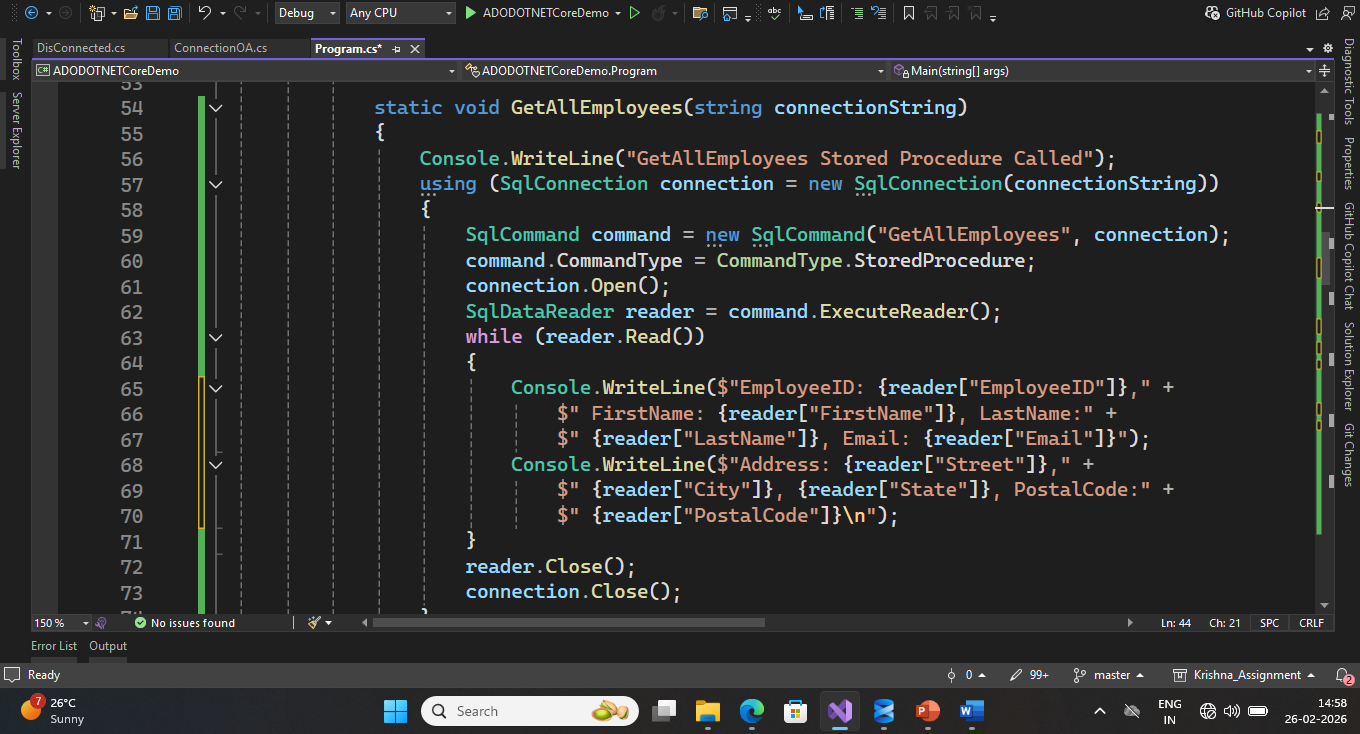 Debug Any CPU ADODOTNETCoreDemo GitHub Copilot
DisConnected.cs ConnectionOA.cs Program.cs*
ADODOTNETCoreDemo ADODOTNETCoreDemo.Program Main(string[] args)
Toolbox
Server Explorer
53
54 static void GetAllEmployees(string connectionString)
55 {
56 Console.WriteLine("GetAllEmployees Stored Procedure Called");
57 using (SqlConnection connection = new SqlConnection(connectionString))
58 {
59 SqlCommand command = new SqlCommand("GetAllEmployees", connection);
60 command.CommandType = CommandType.StoredProcedure;
61 connection.Open();
62 SqlDataReader reader = command.ExecuteReader();
63 while (reader.Read())
64 {
65 Console.WriteLine($"EmployeeID: {reader["EmployeeID"]}," +
66 $" FirstName: {reader["FirstName"]}, LastName:" +
67 $" {reader["LastName"]}, Email: {reader["Email"]}");
68 Console.WriteLine($"Address: {reader["Street"]}," +
69 $" {reader["City"]}, {reader["State"]}, PostalCode:" +
70 $" {reader["PostalCode"]}\n");
71 }
72 reader.Close();
73 connection.Close();
74 }
Diagnostic Tools
Properties
GitHub Copilot Chat
Solution Explorer
Git Changes
150 % No issues found Ln: 44 Ch: 21 SPC CRLF
Error List Output
Ready 0 99+ master Krishna_Assignment 2
7 26°C
Sunny
Search
ENG
IN
14:58
26-02-2026